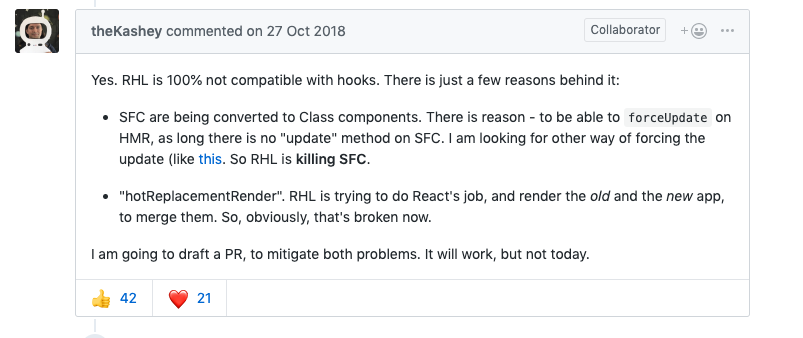 theKashey commented on 27 Oct 2018 Collaborator
Yes. RHL is 100% not compatible with hooks. There is just a few reasons behind it:
• SFC are being converted to Class components. There is reason - to be able to forceUpdate on
HMR, as long there is no "update" method on SFC. I am looking for other way of forcing the
update (like this. So RHL is killing SFC.
• "hotReplacementRender". RHL is trying to do React's job, and render the old and the new app,
to merge them. So, obviously, that's broken now.
I am going to draft a PR, to mitigate both problems. It will work, but not today.
👍 42 ❤️ 21